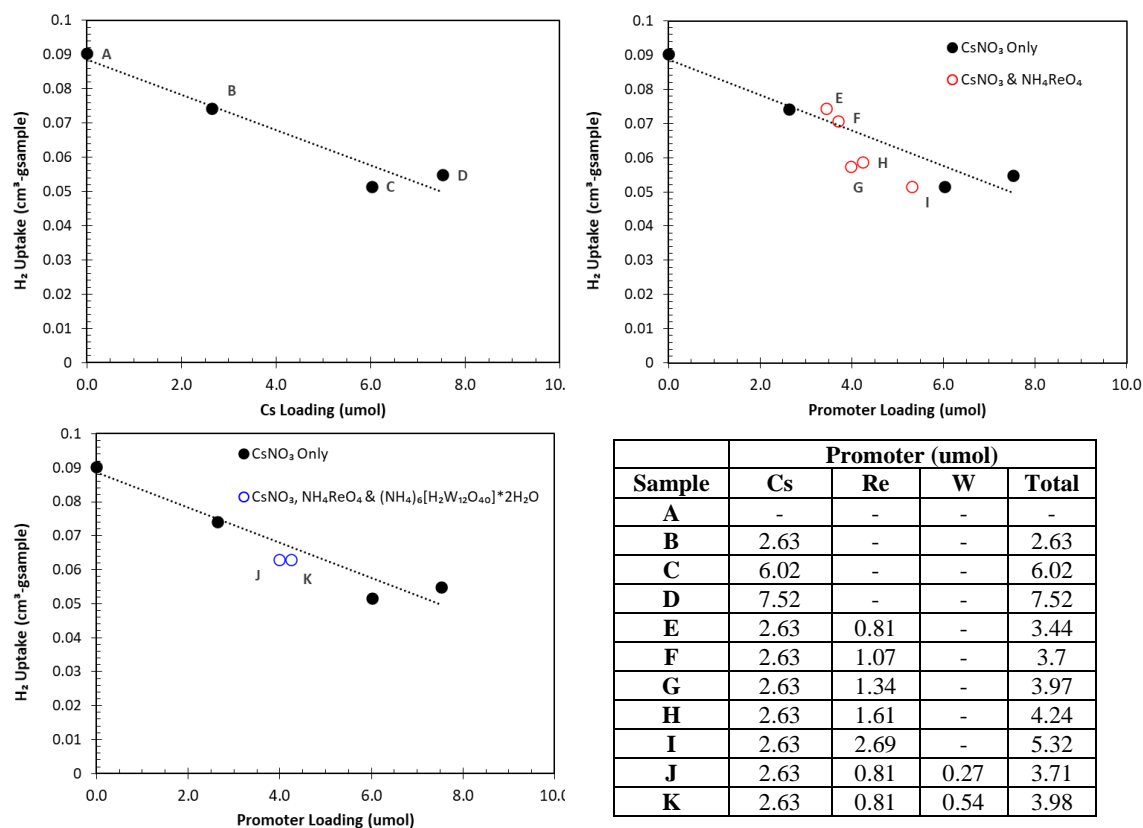 0.1
0.09
0.08
0.07
0.06
0.05
0.04
0.03
0.02
0.01
0
H₂ Uptake (cm³-gsample)
A
B
C
D
0.0 2.0 4.0 6.0 8.0 10.
Cs Loading (umol)
0.1
0.09
0.08
0.07
0.06
0.05
0.04
0.03
0.02
0.01
0
H₂ Uptake (cm³-gsample)
CsNO₃ Only
CsNO₃ & NH₄ReO₄
E
F
H
G
I
0.0 2.0 4.0 6.0 8.0 10.0
Promoter Loading (umol)
0.1
0.09
0.08
0.07
0.06
0.05
0.04
0.03
0.02
0.01
0
H₂ Uptake (cm³-gsample)
CsNO₃ Only
CsNO₃, NH₄ReO₄ & (NH₄)₆[H₂W₁₂O₄₀]*2H₂O
J K
0.0 2.0 4.0 6.0 8.0 10.0
Promoter Loading (umol)
Promoter (umol)
Sample Cs Re W Total
A - - - -
B 2.63 - - 2.63
C 6.02 - - 6.02
D 7.52 - - 7.52
E 2.63 0.81 - 3.44
F 2.63 1.07 - 3.7
G 2.63 1.34 - 3.97
H 2.63 1.61 - 4.24
I 2.63 2.69 - 5.32
J 2.63 0.81 0.27 3.71
K 2.63 0.81 0.54 3.98